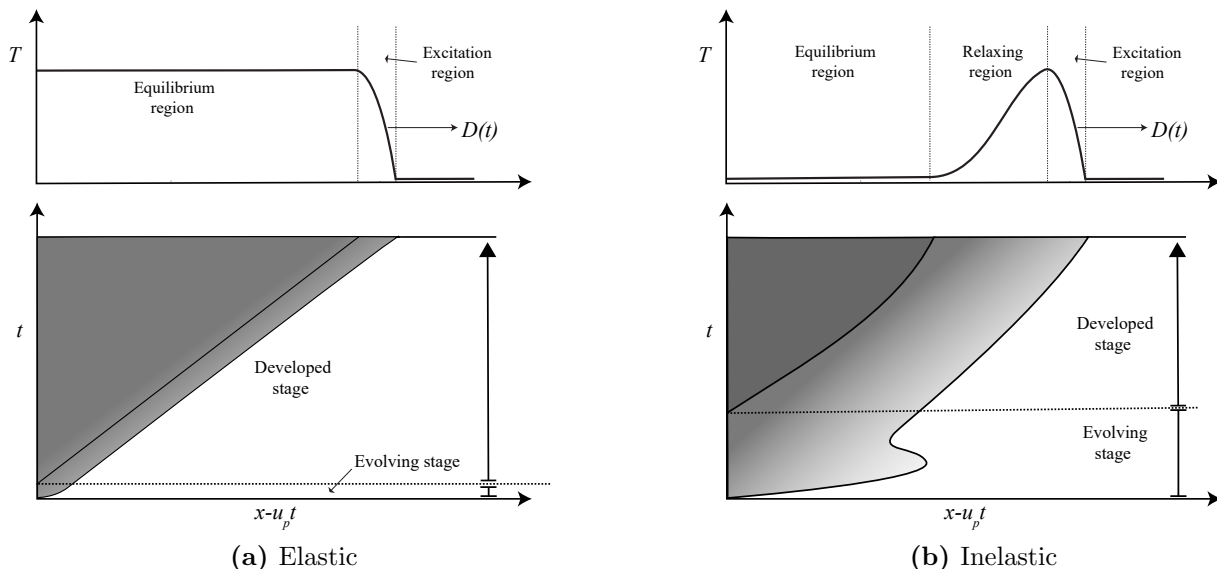 T
Equilibrium
region
Excitation
region
D(t)
t
Developed
stage
Evolving stage
x-u_p t
(a) Elastic
T
Equilibrium
region
Relaxing
region
Excitation
region
D(t)
t
Developed
stage
Evolving
stage
x-u_p t
(b) Inelastic